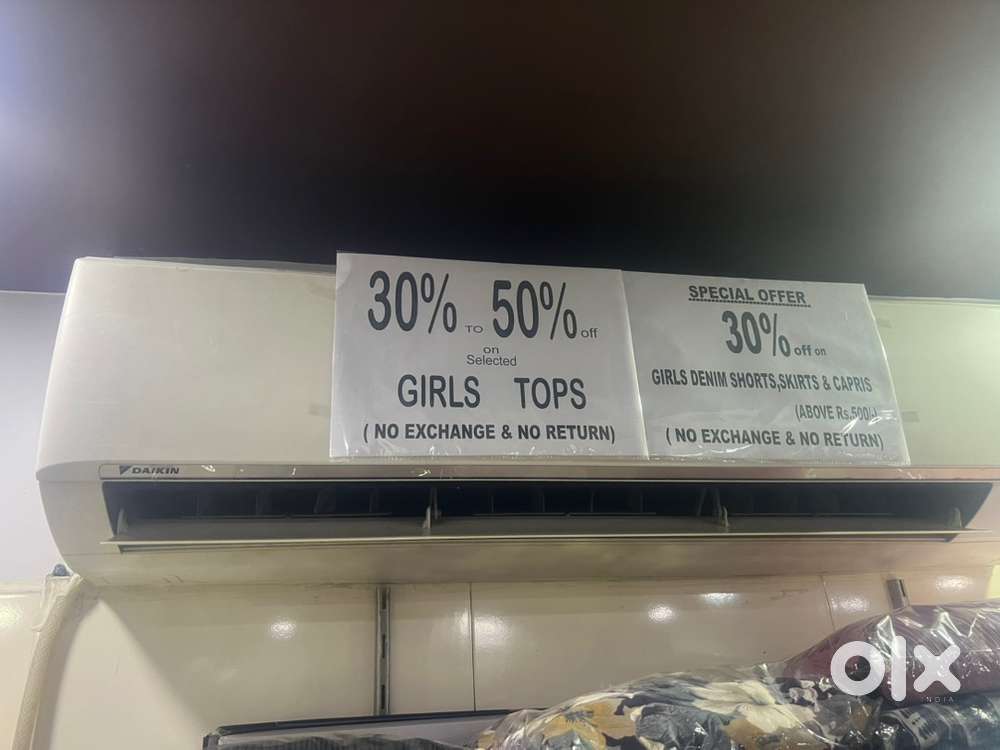 30% TO 50% off
on
Selected
GIRLS TOPS
( NO EXCHANGE & NO RETURN)
SPECIAL OFFER
30% off on
GIRLS DENIM SHORTS,SKIRTS & CAPRIS
(ABOVE Rs.500/-)
( NO EXCHANGE & NO RETURN)
DAIKIN
olx
INDIA